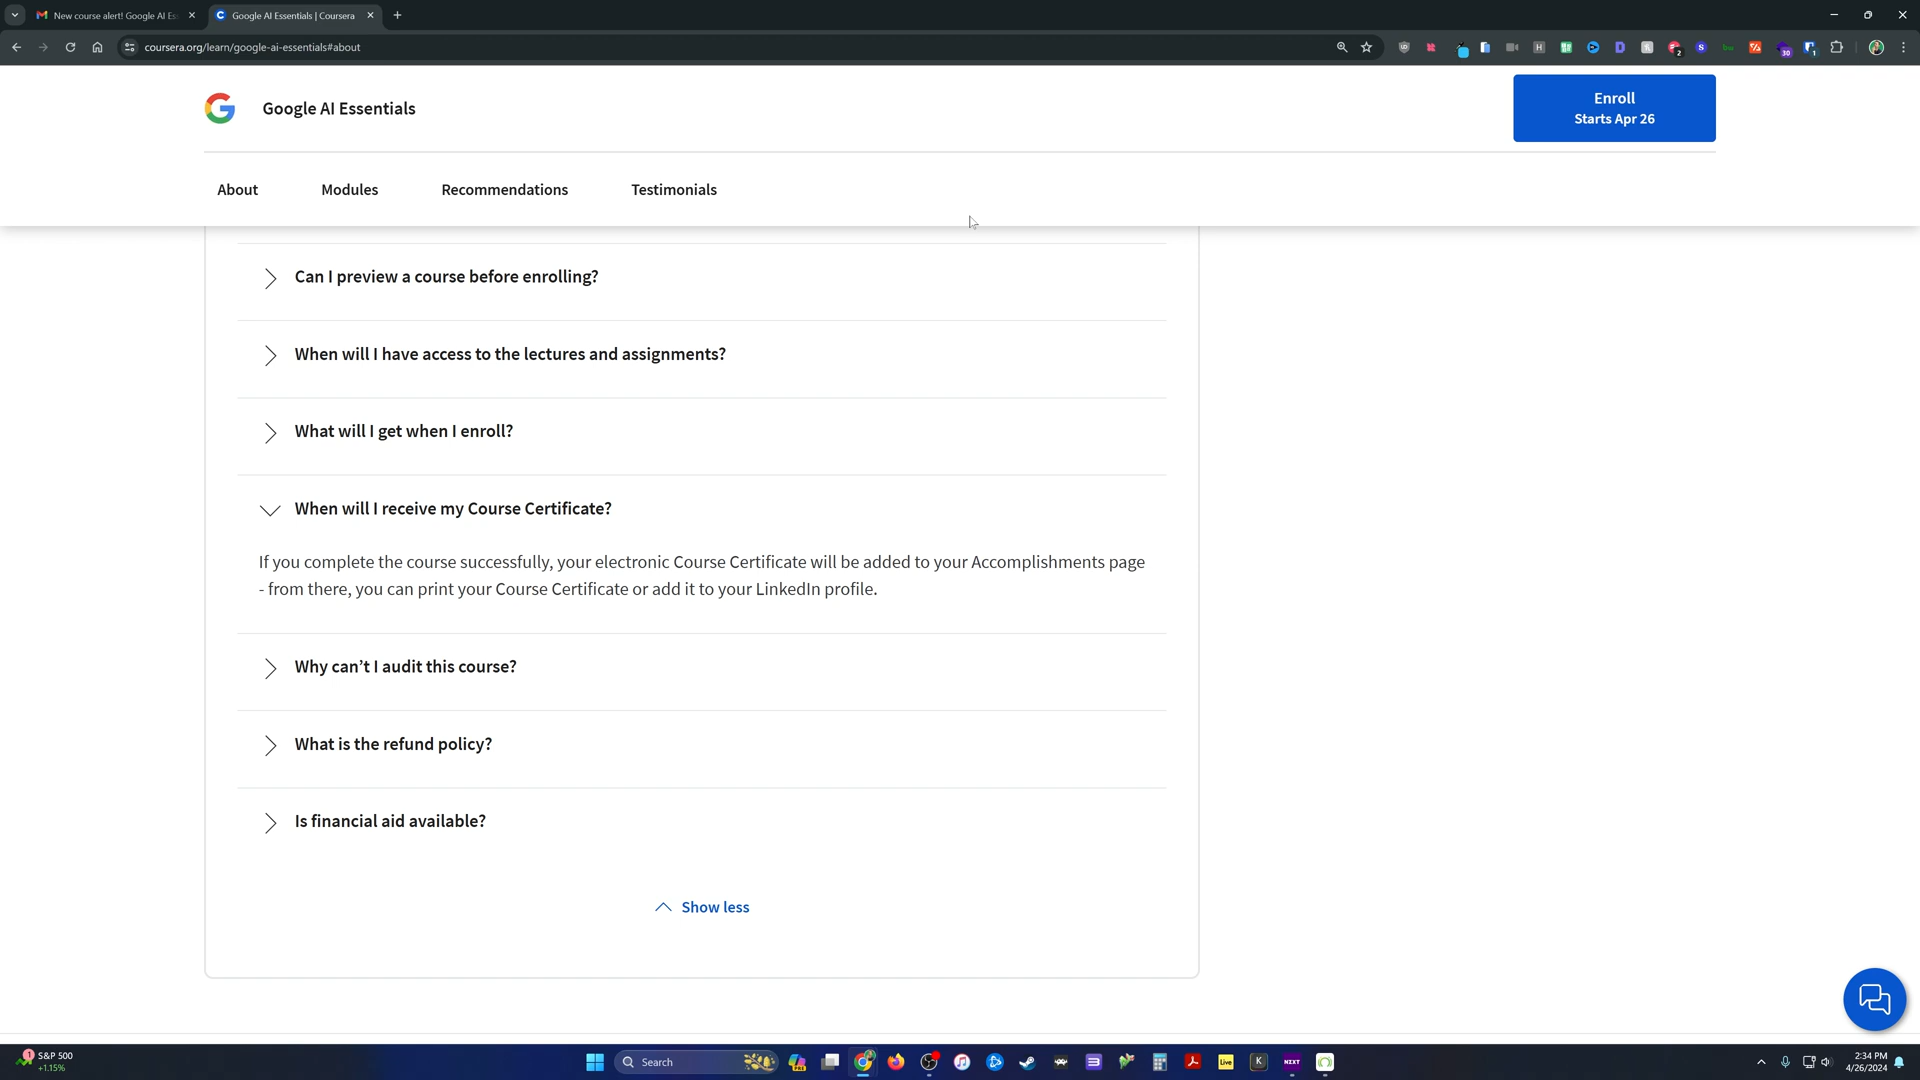 New course alert! Google AI Es
Google AI Essentials | Coursera
coursera.org/learn/google-ai-essentials#about
Google AI Essentials
Enroll
Starts Apr 26
About
Modules
Recommendations
Testimonials
Can I preview a course before enrolling?
When will I have access to the lectures and assignments?
What will I get when I enroll?
When will I receive my Course Certificate?
If you complete the course successfully, your electronic Course Certificate will be added to your Accomplishments page
- from there, you can print your Course Certificate or add it to your LinkedIn profile.
Why can’t I audit this course?
What is the refund policy?
Is financial aid available?
Show less
S&P 500
+1.15%
Search
2:34 PM
4/26/2024